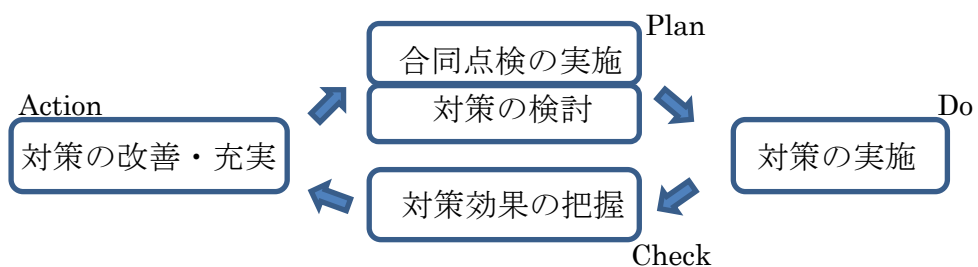 Plan
合同点検の実施
対策の検討
Action
対策の改善・充実
Do
対策の実施
対策効果の把握
Check